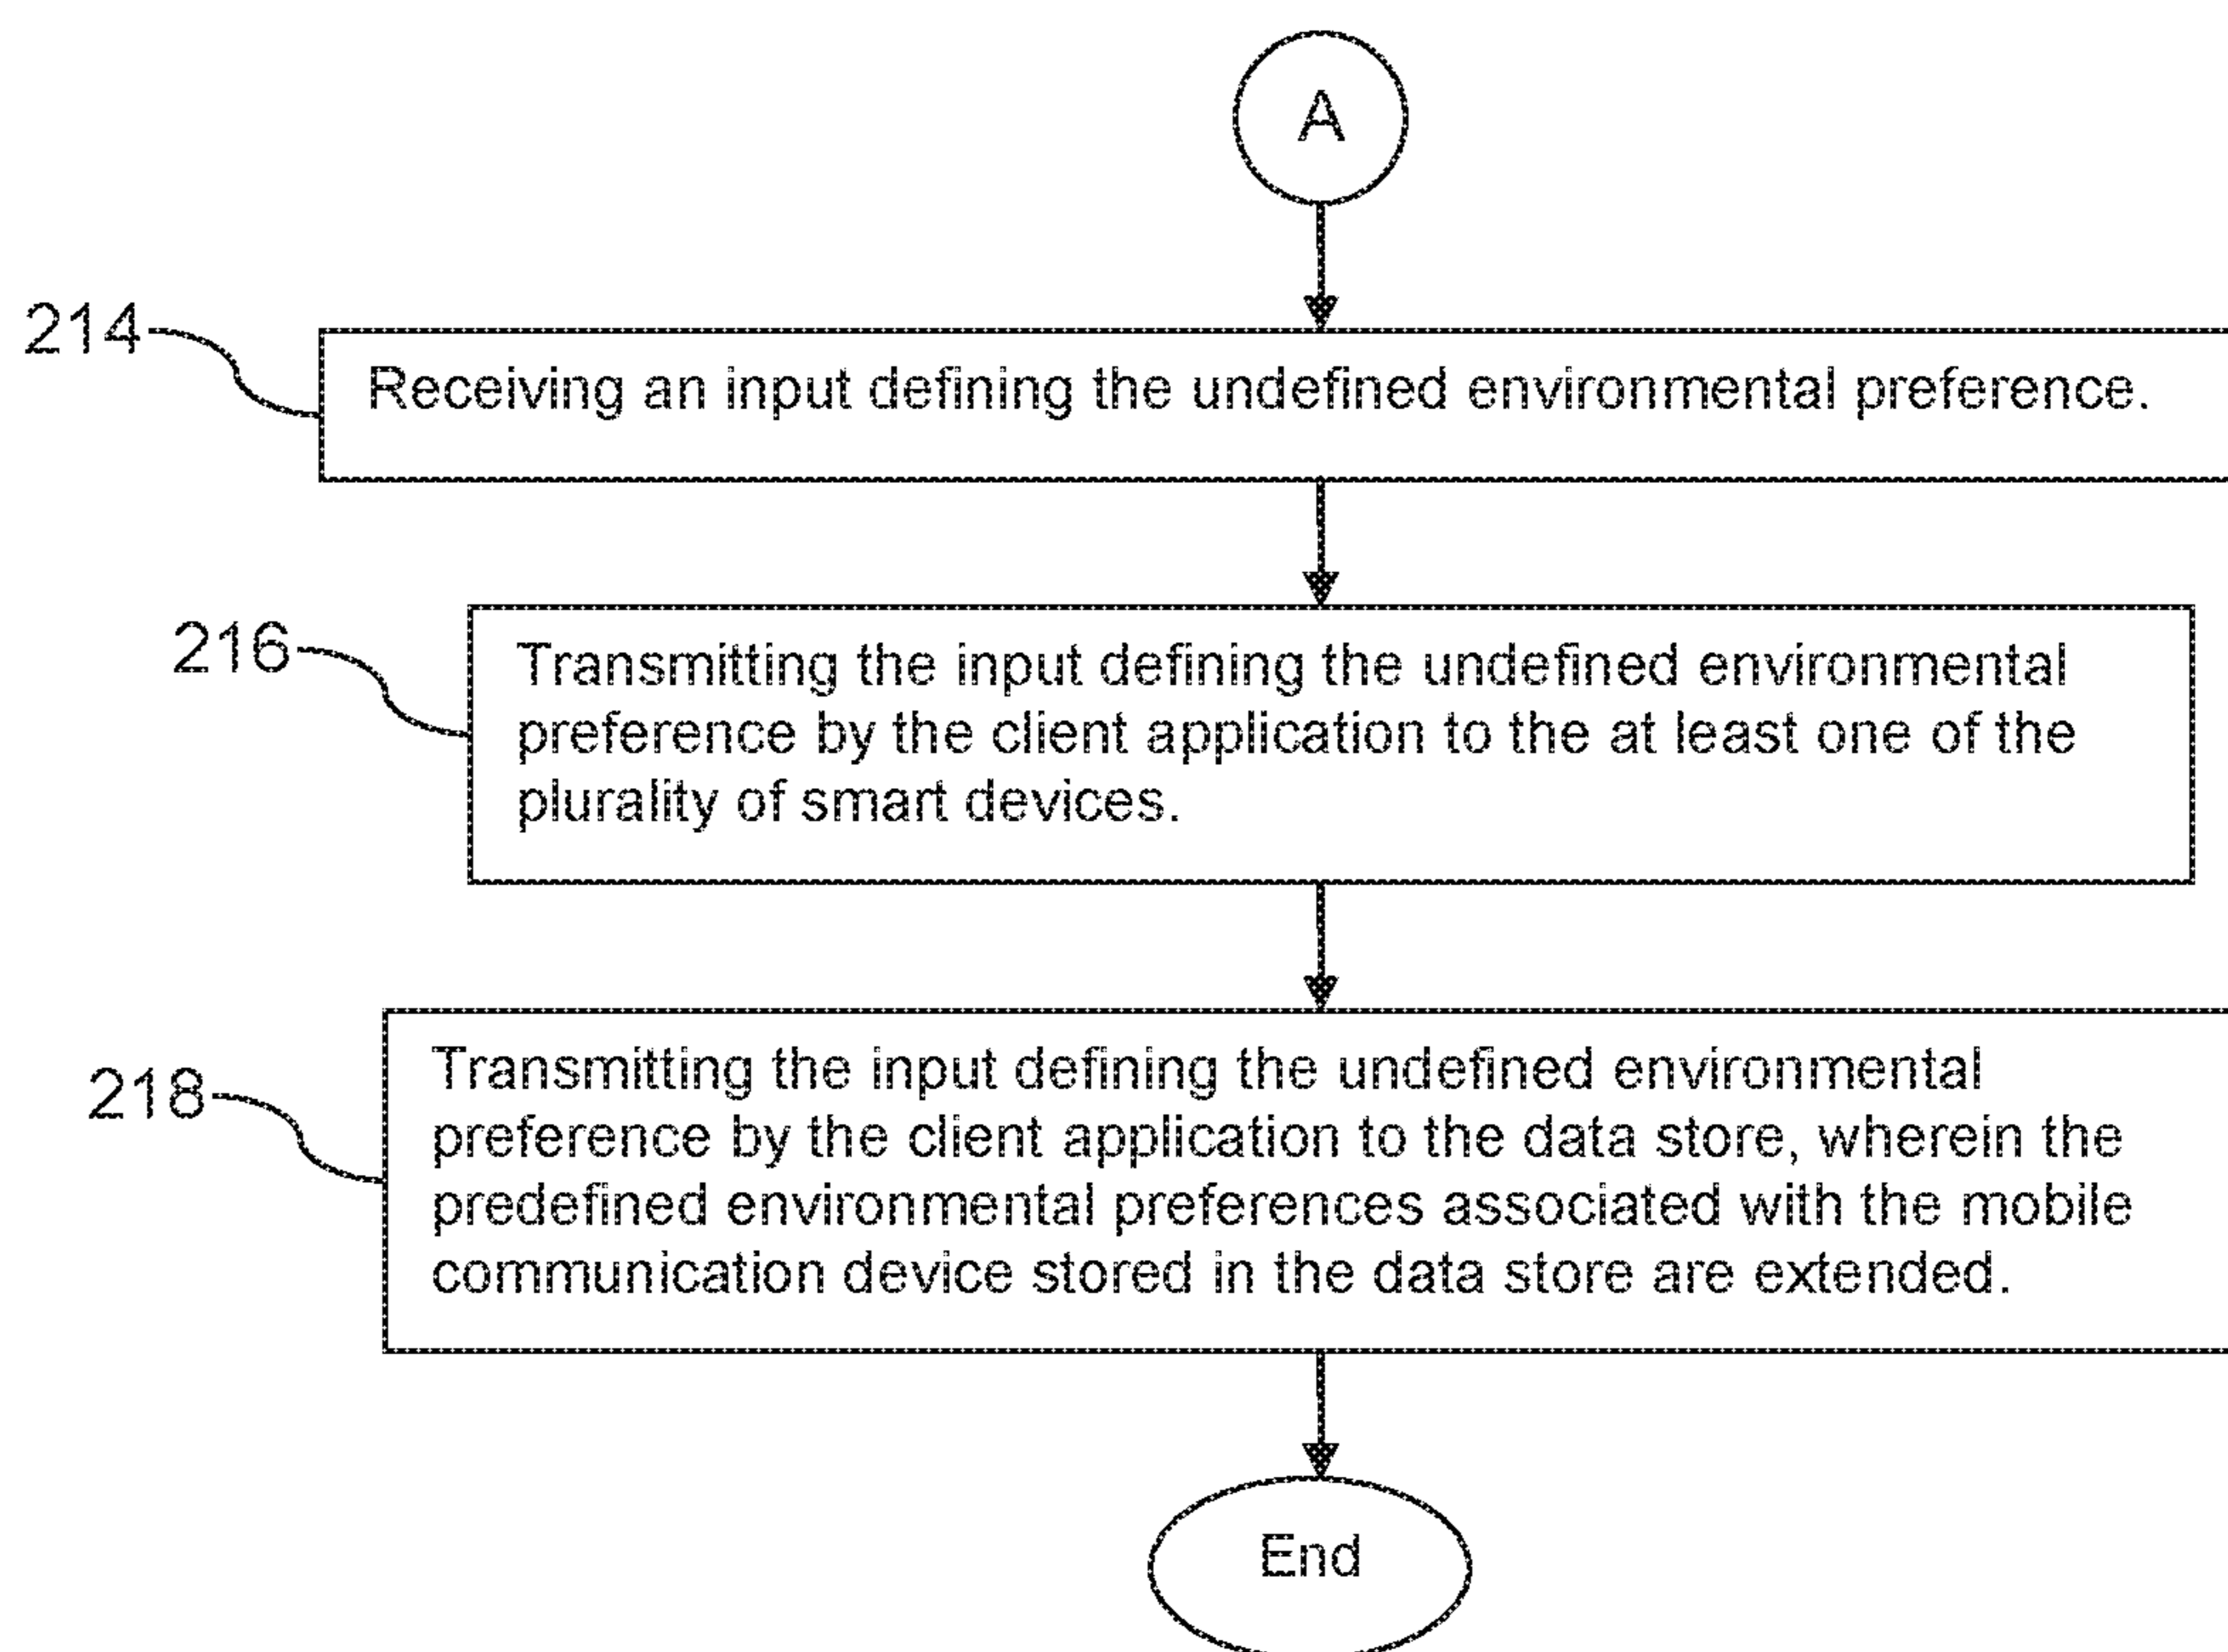 A
214
Receiving an input defining the undefined environmental preference.
216
Transmitting the input defining the undefined environmental
preference by the client application to the at least one of the
plurality of smart devices.
218
Transmitting the input defining the undefined environmental
preference by the client application to the data store, wherein the
predefined environmental preferences associated with the mobile
communication device stored in the data store are extended.
End